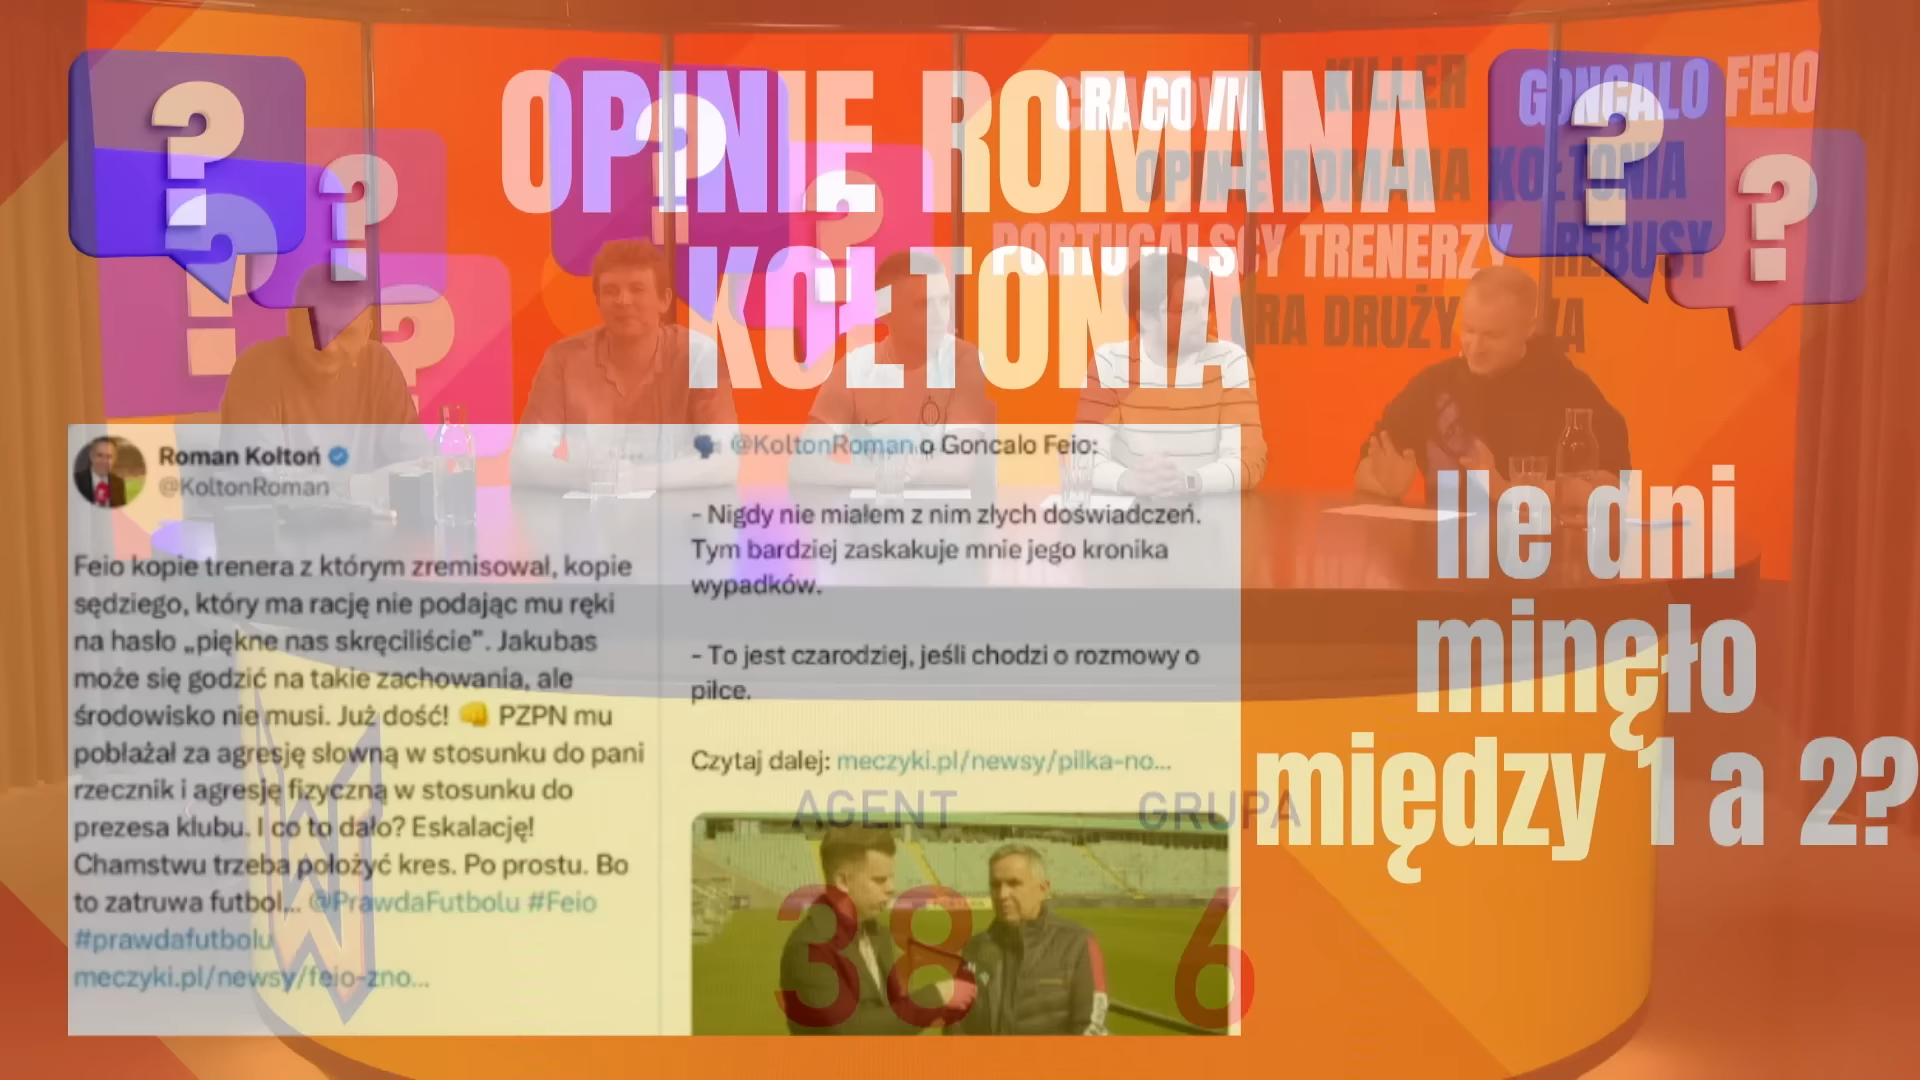 OPINIE ROMANA
KOŁTONIA
KILLER
GONCALO FEIO
CRACOVIA
OPINIE ROMANA KOŁTONIA
PORTUGALSCY TRENERZY
REBUSY
Roman Kołtoń
@KoltonRoman
Feio kopie trenera z którym zremisował, kopie
sędziego, który ma rację nie podając mu ręki
na hasło „piękne nas skręciliście”. Jakubas
może się godzić na takie zachowania, ale
środowisko nie musi. Już dość! 👊 PZPN mu
pobłażał za agresję słowną w stosunku do pani
rzecznik i agresję fizyczną w stosunku do
prezesa klubu. I co to dało? Eskalację!
Chamstwu trzeba położyć kres. Po prostu. Bo
to zatruwa futbol... @PrawdaFutbolu #Feio
#prawdafutbolu
meczyki.pl/newsy/feio-zno...
🗣 @KoltonRoman o Goncalo Feio:
- Nigdy nie miałem z nim złych doświadczeń.
Tym bardziej zaskakuje mnie jego kronika
wypadków.
- To jest czarodziej, jeśli chodzi o rozmowy o
piłce.
Czytaj dalej: meczyki.pl/newsy/pilka-no...
Ile dni
minęło
między 1 a 2?
AGENT
GRUPA
38
6